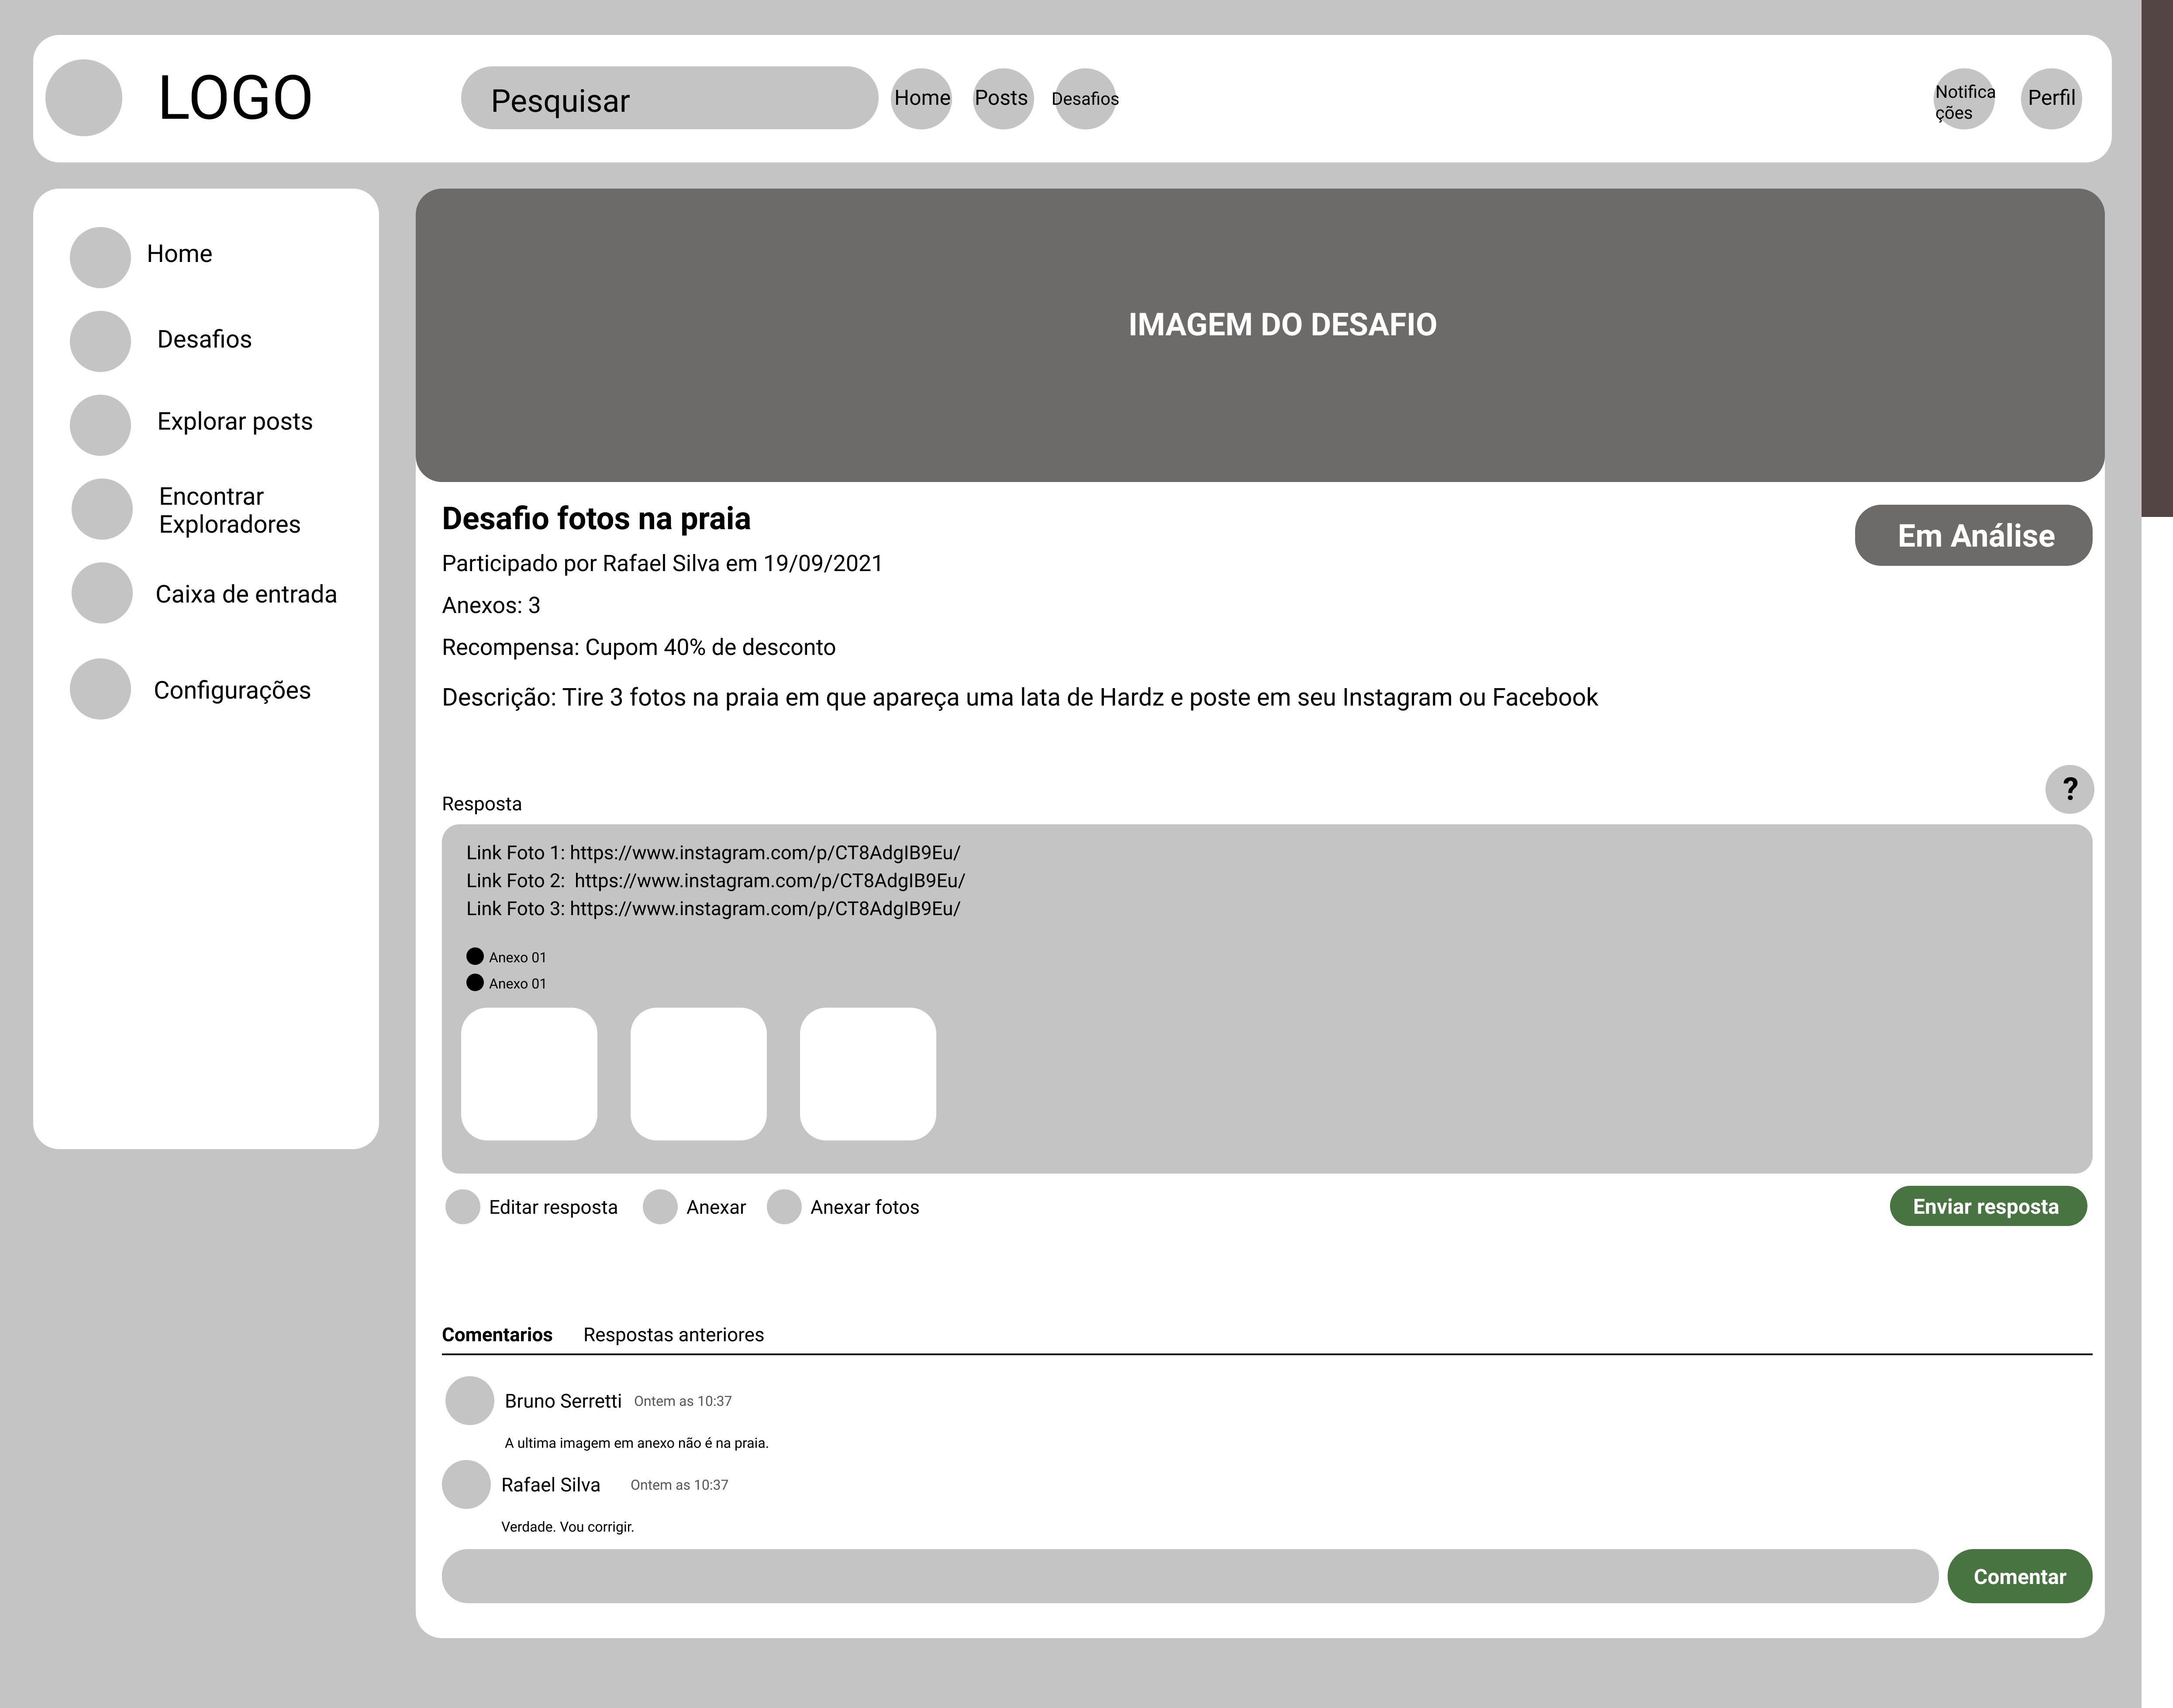 LOGO
Pesquisar
Home
Posts
Desafios
Notifica
ções
Perfil
Home
Desafios
Explorar posts
Encontrar
Exploradores
Caixa de entrada
Configurações
IMAGEM DO DESAFIO
Desafio fotos na praia
Em Análise
Participado por Rafael Silva em 19/09/2021
Anexos: 3
Recompensa: Cupom 40% de desconto
Descrição: Tire 3 fotos na praia em que apareça uma lata de Hardz e poste em seu Instagram ou Facebook
?
Resposta
Link Foto 1: https://www.instagram.com/p/CT8AdgIB9Eu/
Link Foto 2:  https://www.instagram.com/p/CT8AdgIB9Eu/
Link Foto 3: https://www.instagram.com/p/CT8AdgIB9Eu/
Anexo 01
Anexo 01
Editar resposta
Anexar
Anexar fotos
Enviar resposta
Comentarios
Respostas anteriores
Bruno Serretti
Ontem as 10:37
A ultima imagem em anexo não é na praia.
Rafael Silva
Ontem as 10:37
Verdade. Vou corrigir.
Comentar